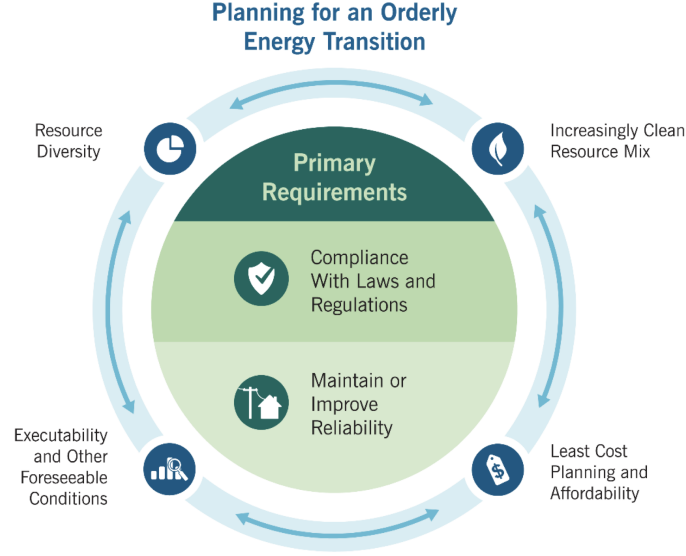 Planning for an Orderly
Energy Transition
Resource
Diversity
Increasingly Clean
Resource Mix
Primary
Requirements
Compliance
With Laws and
Regulations
Maintain or
Improve
Reliability
Executability
and Other
Foreseeable
Conditions
$
Least Cost
Planning and
Affordability